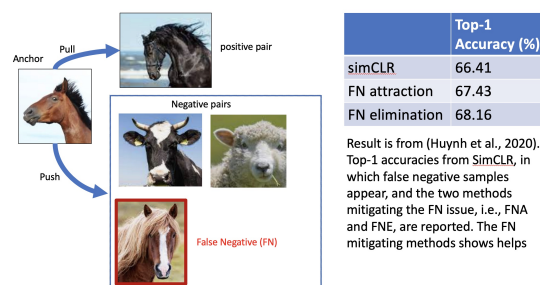 Anchor
Pull
positive pair
Negative pairs
Push
False Negative (FN)
Top-1
Accuracy (%)
simCLR 66.41
FN attraction 67.43
FN elimination 68.16
Result is from (Huynh et al., 2020).
Top-1 accuracies from SimCLR, in
which false negative samples
appear, and the two methods
mitigating the FN issue, i.e., FNA
and FNE, are reported. The FN
mitigating methods shows helps